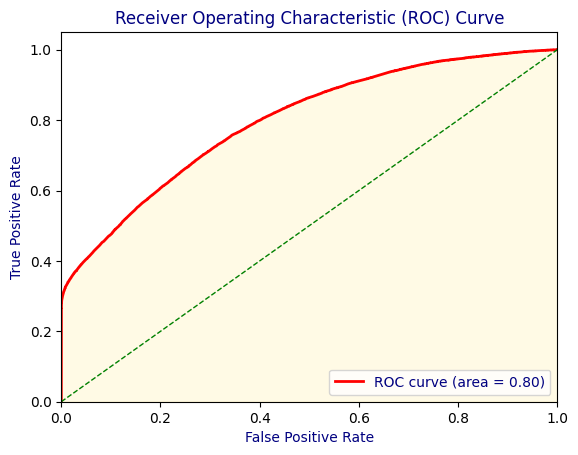 Receiver Operating Characteristic (ROC) Curve
1.0
0.8
0.6
0.4
0.2
0.0
True Positive Rate
ROC curve (area = 0.80)
0.0 0.2 0.4 0.6 0.8 1.0
False Positive Rate